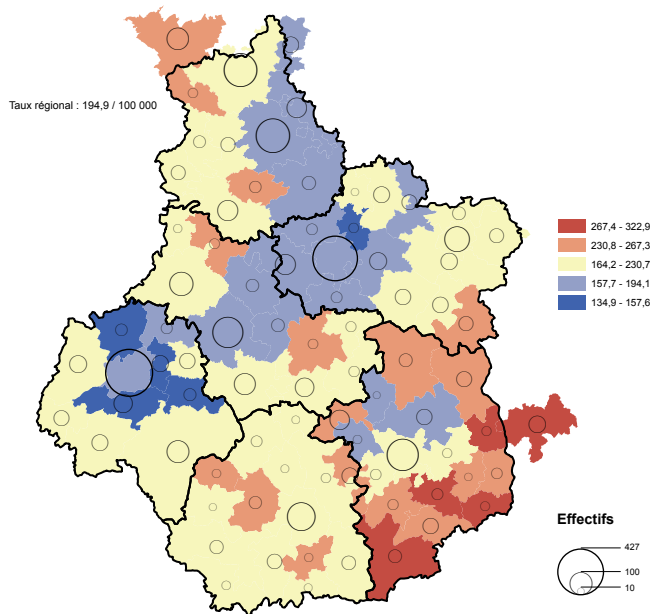 Taux régional : 194,9 / 100 000
267,4 - 322,9
230,8 - 267,3
164,2 - 230,7
157,7 - 194,1
134,9 - 157,6
Effectifs
427
100
10